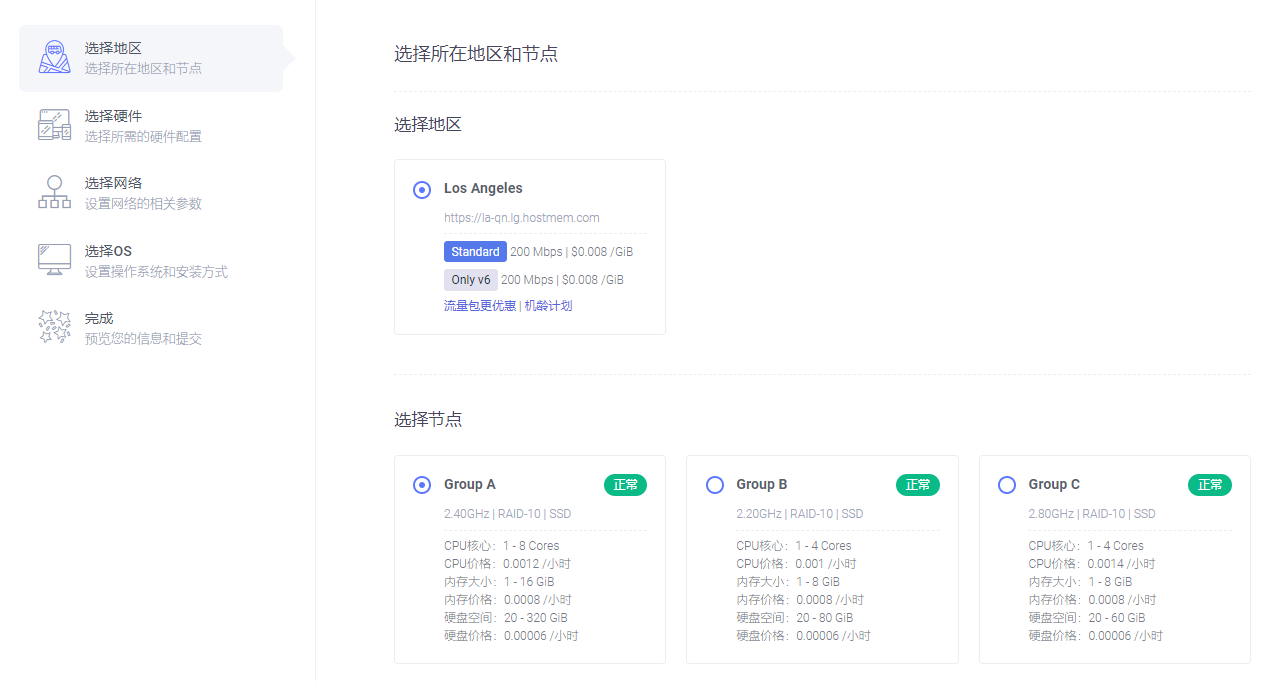 选择地区
选择所在地区和节点
选择硬件
选择所需的硬件配置
选择网络
设置网络的相关参数
选择OS
设置操作系统和安装方式
完成
预览您的信息和提交
选择所在地区和节点
选择地区
Los Angeles
https://la-qn.lg.hostmem.com
Standard 200 Mbps | $0.008 /GiB
Only v6 200 Mbps | $0.008 /GiB
流量包更优惠 | 机龄计划
选择节点
Group A 正常
2.40GHz | RAID-10 | SSD
CPU核心：1 - 8 Cores
CPU价格：0.0012 /小时
内存大小：1 - 16 GiB
内存价格：0.0008 /小时
硬盘空间：20 - 320 GiB
硬盘价格：0.00006 /小时
Group B 正常
2.20GHz | RAID-10 | SSD
CPU核心：1 - 4 Cores
CPU价格：0.001 /小时
内存大小：1 - 8 GiB
内存价格：0.0008 /小时
硬盘空间：20 - 80 GiB
硬盘价格：0.00006 /小时
Group C 正常
2.80GHz | RAID-10 | SSD
CPU核心：1 - 4 Cores
CPU价格：0.0014 /小时
内存大小：1 - 8 GiB
内存价格：0.0008 /小时
硬盘空间：20 - 60 GiB
硬盘价格：0.00006 /小时